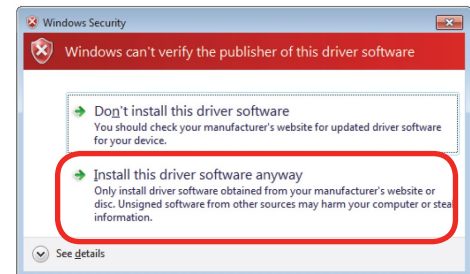 Windows Security
Windows can't verify the publisher of this driver software
Don't install this driver software
You should check your manufacturer's website for updated driver software
for your device.
Install this driver software anyway
Only install driver software obtained from your manufacturer's website or
disc. Unsigned software from other sources may harm your computer or steal
information.
See details